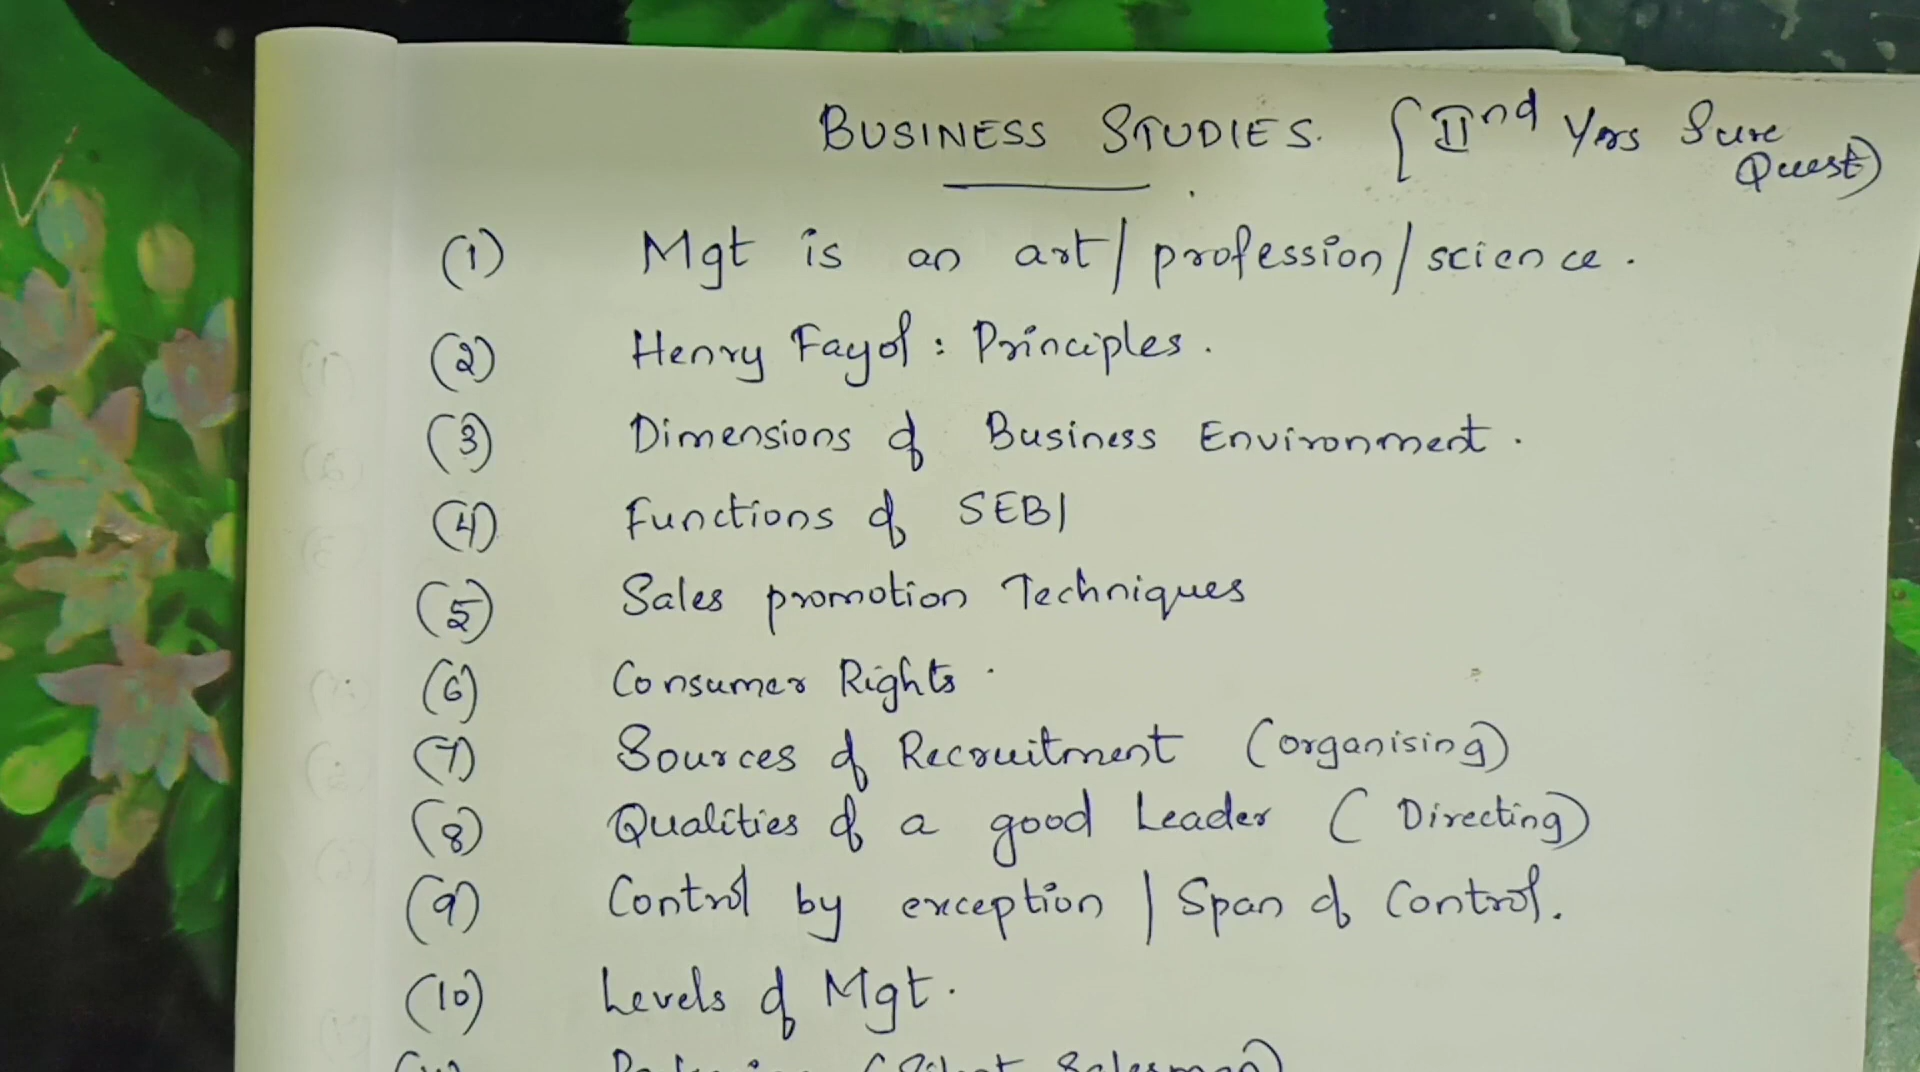 BUSINESS STUDIES. (IInd Yrs Sure Quest)
(1) Mgt is an art/profession/science.
(2) Henry Fayol: Principles.
(3) Dimensions of Business Environment.
(4) Functions of SEBI
(5) Sales promotion Techniques
(6) Consumer Rights.
(7) Sources of Recruitment (organising)
(8) Qualities of a good Leader (Directing)
(9) Control by exception | Span of Control.
(10) Levels of Mgt.
(11) Salesman)